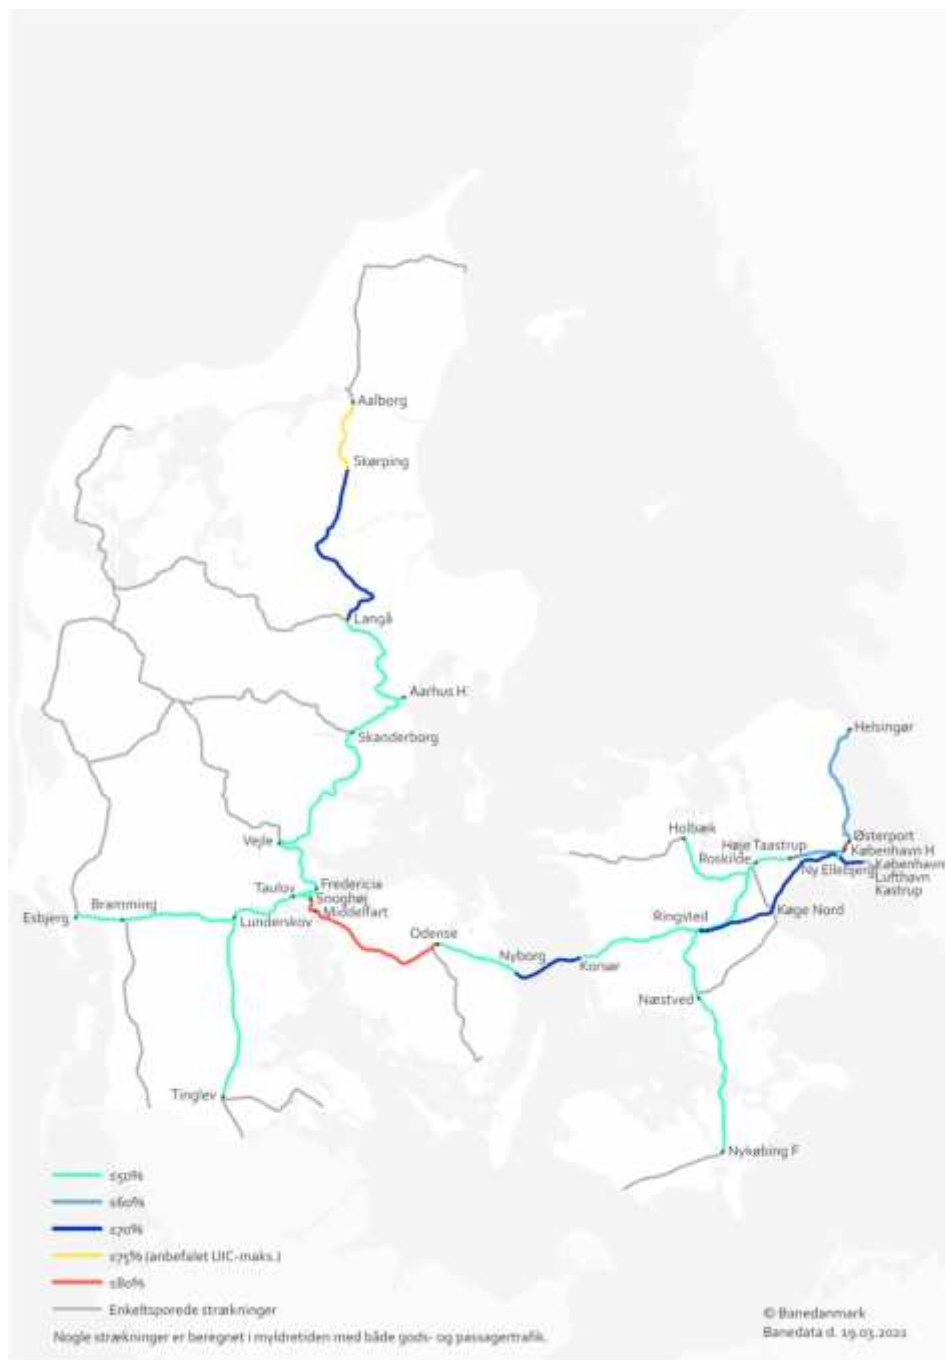 Aalborg
Skørping
Langå
Aarhus H
Skanderborg
Helsingør
Vejle
Holbæk
Høje Taastrup
Østerport
København H
Roskilde
Ny Ellebjerg
København
Lufthavn
Kastrup
Fredericia
Taulov
Snoghøj
Middelfart
Bramming
Esbjerg
Lunderskov
Odense
Ringsted
Køge Nord
Nyborg
Korsør
Næstved
Tinglev
Nykøbing F
≤50%
≤60%
≤70%
≤75% (anbefalet UIC-maks.)
≤80%
Enkeltsporede strækninger
Nogle strækninger er beregnet i myldretiden med både gods- og passagertrafik.
© Banedanmark
Banedata d. 19.03.2021